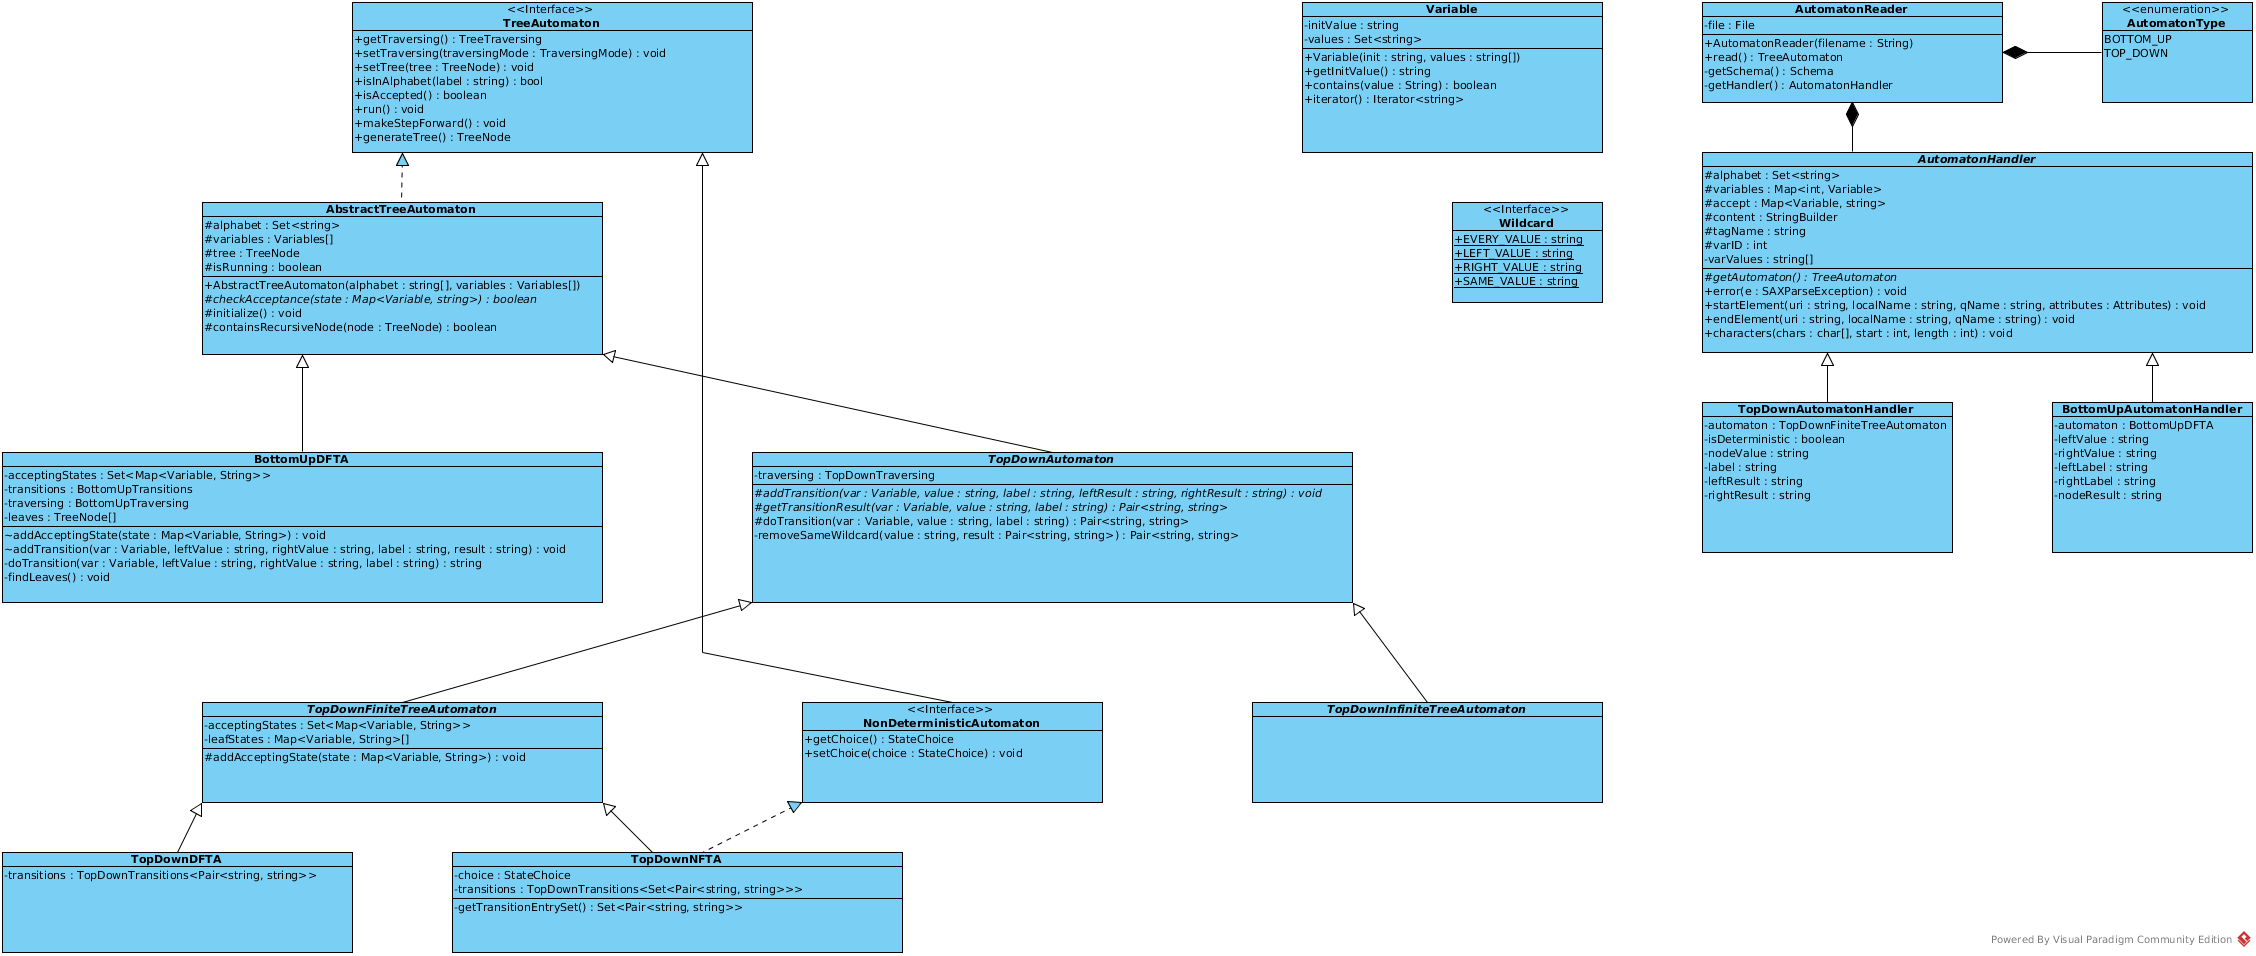 <<Interface>>
TreeAutomaton
+getTraversing() : TreeTraversing
+setTraversing(traversingMode : TraversingMode) : void
+setTree(tree : TreeNode) : void
+isInAlphabet(label : string) : bool
+isAccepted() : boolean
+run() : void
+makeStepForward() : void
+generateTree() : TreeNode
Variable
-initValue : string
-values : Set<string>
+Variable(init : string, values : string[])
+getInitValue() : string
+contains(value : String) : boolean
+iterator() : Iterator<string>
AutomatonReader
-file : File
+AutomatonReader(filename : String)
+read() : TreeAutomaton
-getSchema() : Schema
-getHandler() : AutomatonHandler
<<enumeration>>
AutomatonType
BOTTOM_UP
TOP_DOWN
AbstractTreeAutomaton
#alphabet : Set<string>
#variables : Variables[]
#tree : TreeNode
#isRunning : boolean
+AbstractTreeAutomaton(alphabet : string[], variables : Variables[])
#checkAcceptance(state : Map<Variable, string>) : boolean
#initialize() : void
#containsRecursiveNode(node : TreeNode) : boolean
<<Interface>>
Wildcard
+EVERY_VALUE : string
+LEFT_VALUE : string
+RIGHT_VALUE : string
+SAME_VALUE : string
AutomatonHandler
#alphabet : Set<string>
#variables : Map<int, Variable>
#accept : Map<Variable, string>
#content : StringBuilder
#tagName : string
#varID : int
-varValues : string[]
#getAutomaton() : TreeAutomaton
+error(e : SAXParseException) : void
+startElement(uri : string, localName : string, qName : string, attributes : Attributes) : void
+endElement(uri : string, localName : string, qName : string) : void
+characters(chars : char[], start : int, length : int) : void
TopDownAutomatonHandler
-automaton : TopDownFiniteTreeAutomaton
-isDeterministic : boolean
-nodeValue : string
-label : string
-leftResult : string
-rightResult : string
BottomUpAutomatonHandler
-automaton : BottomUpDFTA
-leftValue : string
-rightValue : string
-leftLabel : string
-rightLabel : string
-nodeResult : string
BottomUpDFTA
-acceptingStates : Set<Map<Variable, String>>
-transitions : BottomUpTransitions
-traversing : BottomUpTraversing
-leaves : TreeNode[]
~addAcceptingState(state : Map<Variable, String>) : void
~addTransition(var : Variable, leftValue : string, rightValue : string, label : string, result : string) : void
-doTransition(var : Variable, leftValue : string, rightValue : string, label : string) : string
-findLeaves() : void
TopDownAutomaton
-traversing : TopDownTraversing
#addTransition(var : Variable, value : string, label : string, leftResult : string, rightResult : string) : void
#getTransitionResult(var : Variable, value : string, label : string) : Pair<string, string>
#doTransition(var : Variable, value : string, label : string) : Pair<string, string>
-removeSameWildcard(value : string, result : Pair<string, string>) : Pair<string, string>
TopDownFiniteTreeAutomaton
-acceptingStates : Set<Map<Variable, String>>
-leafStates : Map<Variable, String>[]
#addAcceptingState(state : Map<Variable, String>) : void
<<Interface>>
NonDeterministicAutomaton
+getChoice() : StateChoice
+setChoice(choice : StateChoice) : void
TopDownInfiniteTreeAutomaton
TopDownDFTA
-transitions : TopDownTransitions<Pair<string, string>>
TopDownNFTA
-choice : StateChoice
-transitions : TopDownTransitions<Set<Pair<string, string>>>
-getTransitionEntrySet() : Set<Pair<string, string>>
Powered By Visual Paradigm Community Edition